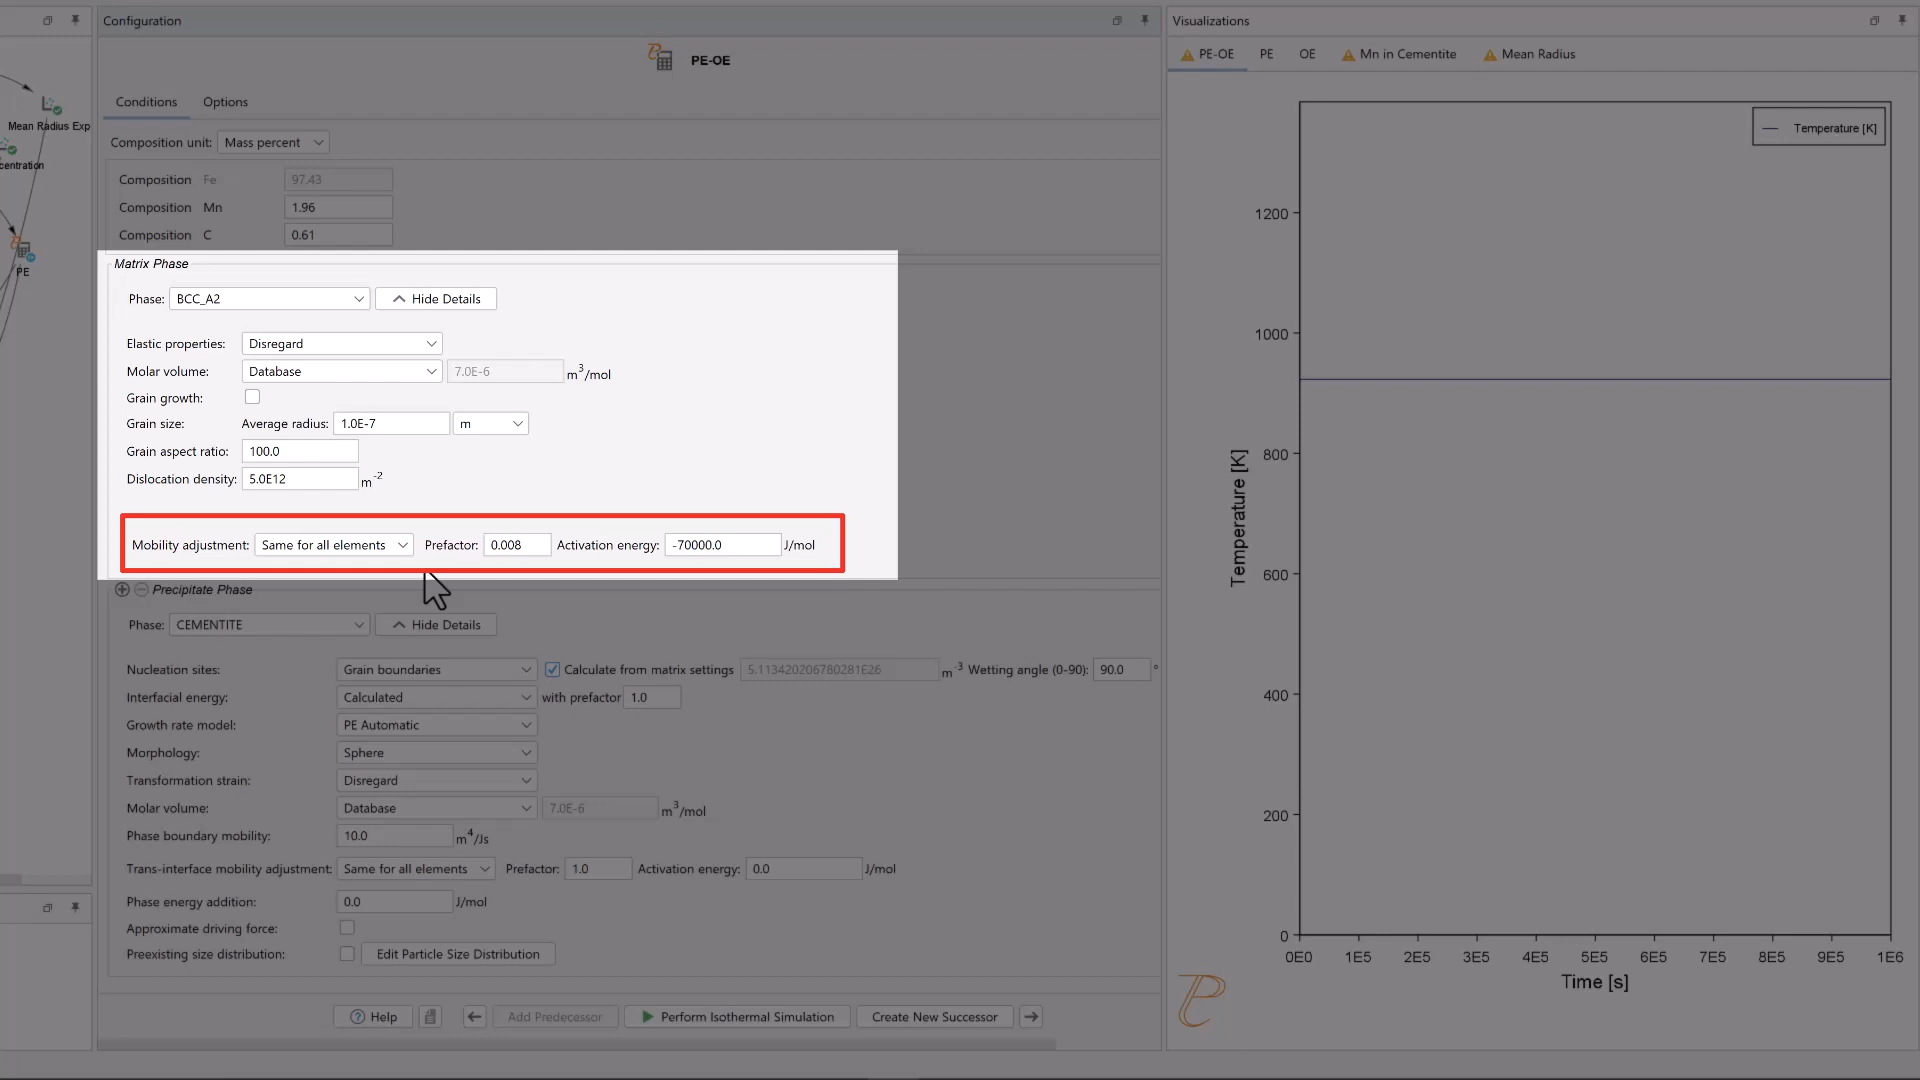 Configuration
PE-OE
Conditions Options
Composition unit: Mass percent
Composition Fe 97.43
Composition Mn 1.96
Composition C 0.61
Matrix Phase
Phase: BCC_A2 Hide Details
Elastic properties: Disregard
Molar volume: Database 7.0E-6 m3/mol
Grain growth:
Grain size: Average radius: 1.0E-7 m
Grain aspect ratio: 100.0
Dislocation density: 5.0E12 m-2
Mobility adjustment: Same for all elements Prefactor: 0.008 Activation energy: -70000.0 J/mol
Precipitate Phase
Phase: CEMENTITE Hide Details
Nucleation sites: Grain boundaries Calculate from matrix settings 5.113420206780281E26 m-3 Wetting angle (0-90): 90.0 °
Interfacial energy: Calculated with prefactor 1.0
Growth rate model: PE Automatic
Morphology: Sphere
Transformation strain: Disregard
Molar volume: Database 7.0E-6 m3/mol
Phase boundary mobility: 10.0 m4/Js
Trans-interface mobility adjustment: Same for all elements Prefactor: 1.0 Activation energy: 0.0 J/mol
Phase energy addition: 0.0 J/mol
Approximate driving force:
Preexisting size distribution: Edit Particle Size Distribution
Help Add Predecessor Perform Isothermal Simulation Create New Successor
Mean Radius Exp
centration
PE
Visualizations
PE-OE PE OE Mn in Cementite Mean Radius
Temperature [K]
1200
1000
800
600
400
200
0
Temperature [K]
0E0 1E5 2E5 3E5 4E5 5E5 6E5 7E5 8E5 9E5 1E6
Time [s]